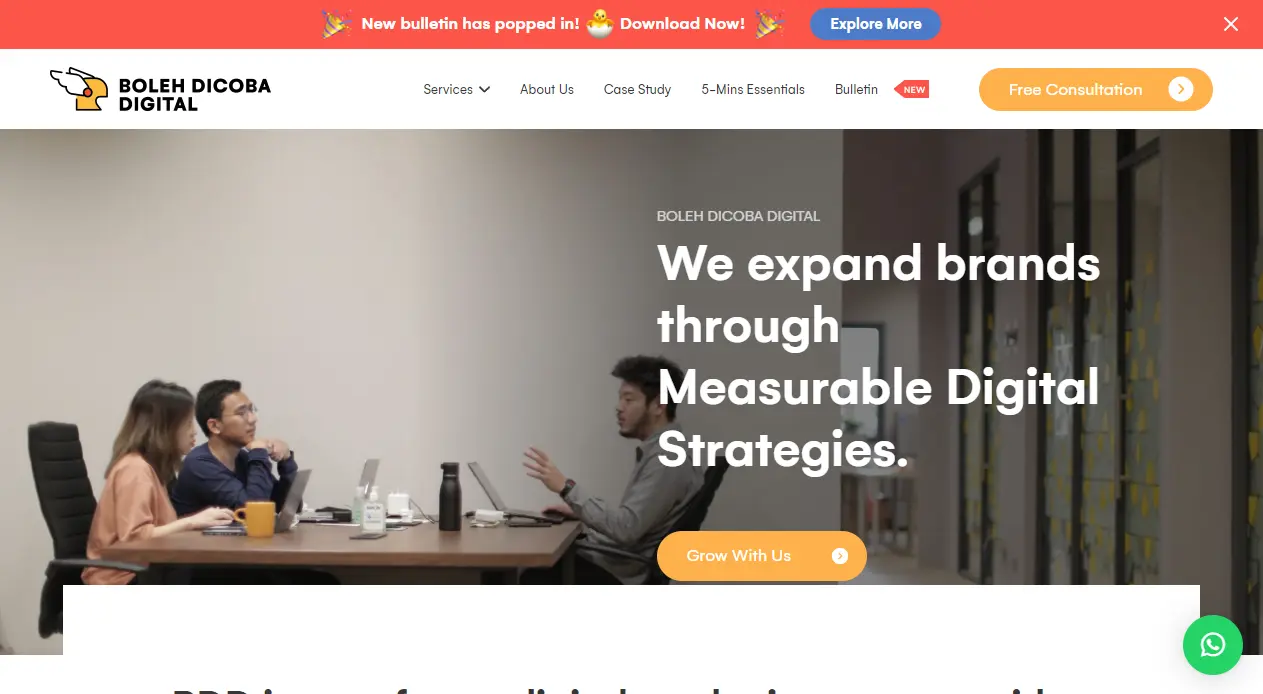 New bulletin has popped in! 🐣 Download Now!
Explore More
BOLEH DICOBA
DIGITAL
Services
About Us
Case Study
5-Mins Essentials
Bulletin
NEW
Free Consultation
BOLEH DICOBA DIGITAL
We expand brands
through
Measurable Digital
Strategies.
Grow With Us